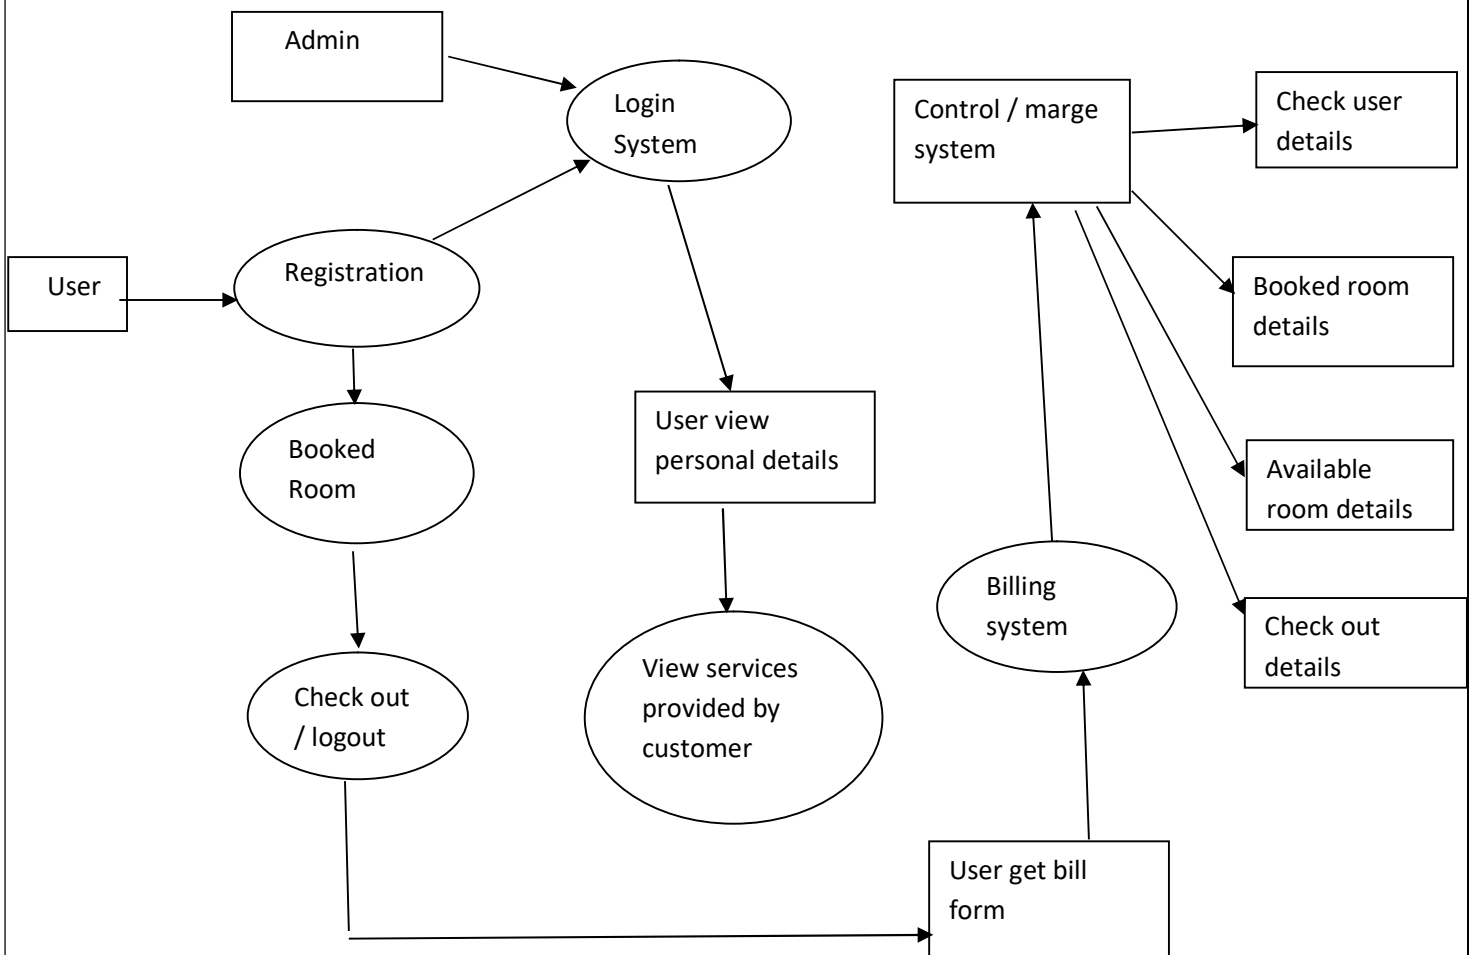 Admin
Login
System
Control / marge
system
Check user
details
User
Registration
Booked room
details
Booked
Room
User view
personal details
Available
room details
Billing
system
Check out
details
Check out
/ logout
View services
provided by
customer
User get bill
form